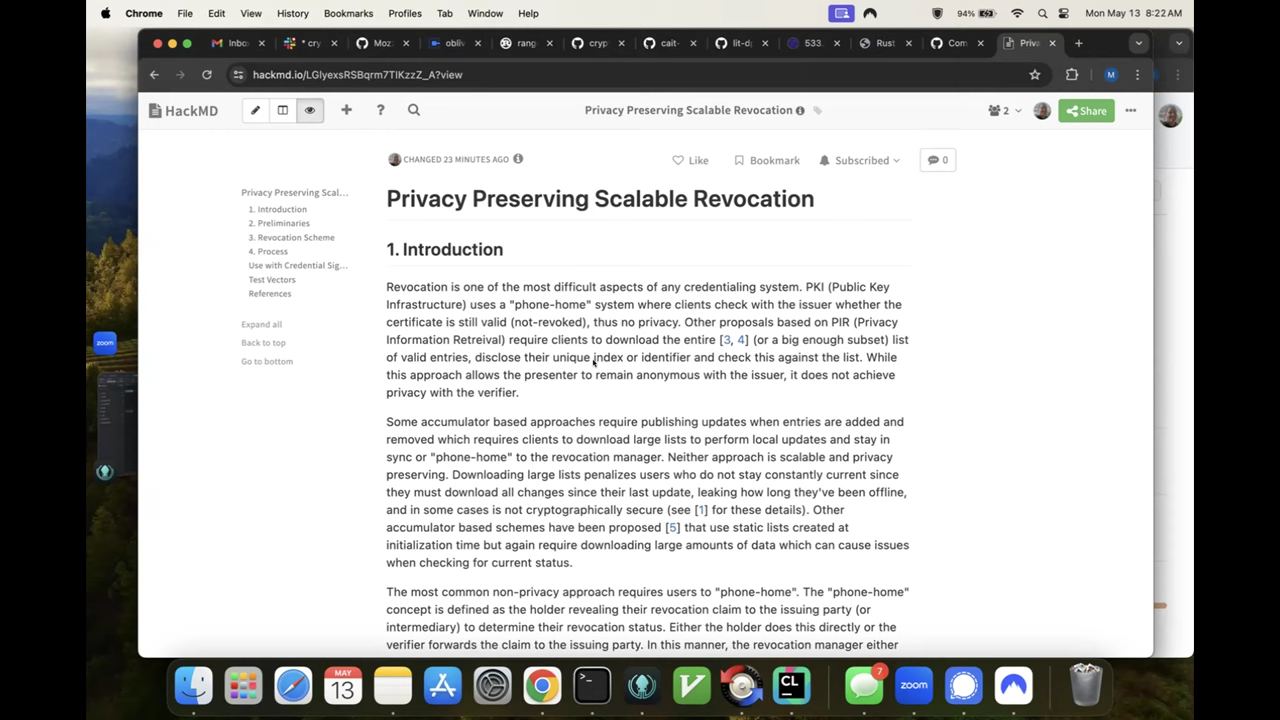 Chrome File Edit View History Bookmarks Profiles Tab Window Help 94% Mon May 13 8:22 AM
Inbo * cry Moz obliv rang cryp cait- lit-d 533. Rust Com Priva
hackmd.io/LGlyexsRSBqrm7TIKzzZ_A?view M
HackMD Privacy Preserving Scalable Revocation 2 Share
CHANGED 23 MINUTES AGO Like Bookmark Subscribed 0
Privacy Preserving Scal...
1. Introduction
2. Preliminaries
3. Revocation Scheme
4. Process
Use with Credential Sig...
Test Vectors
References
Expand all
Back to top
Go to bottom
Privacy Preserving Scalable Revocation
1. Introduction
Revocation is one of the most difficult aspects of any credentialing system. PKI (Public Key
Infrastructure) uses a "phone-home" system where clients check with the issuer whether the
certificate is still valid (not-revoked), thus no privacy. Other proposals based on PIR (Privacy
Information Retreival) requre clients to download the entire [3, 4] (or a big enough subset) list
of valid entries, disclose their unique index or identifier and check this against the list. While
this approach allows the presenter to remain anonymous with the issuer, it does not achieve
privacy with the verifier.
Some accumulator based approaches require publishing updates when entries are added and
removed which requires clients to download large lists to perform local updates and stay in
sync or "phone-home" to the revocation manager. Neither approach is scalable and privacy
preserving. Downloading large lists penalizes users who do not stay constantly current since
they must download all changes since their last update, leaking how long they've been offline,
and in some cases is not cryptographically secure (see [1] for these details). Other
accumulator based schemes have been proposed [5] that use static lists created at
initialization time but again require downloading large amounts of data which can cause issues
when checking for current status.
The most common non-privacy approach requires users to "phone-home". The "phone-home"
concept is defined as the holder revealing their revocation claim to the issuing party (or
intermediary) to determine their revocation status. Either the holder does this directly or the
verifier forwards the claim to the issuing party. In this manner, the revocation manager either
zoom
MAY
13
CL
7
zoom